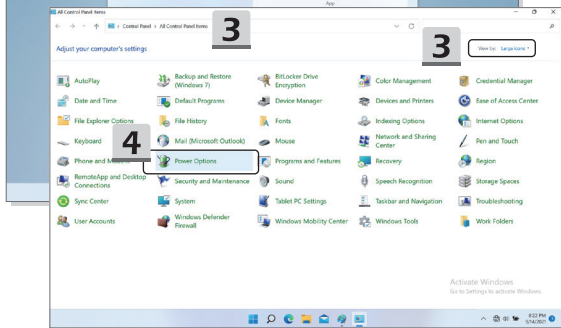 App
All Control Panel Items
Control Panel > All Control Panel Items
3
3
Adjust your computer's settings
View by: Large icons
AutoPlay
Backup and Restore (Windows 7)
BitLocker Drive Encryption
Color Management
Credential Manager
Date and Time
Default Programs
Device Manager
Devices and Printers
Ease of Access Center
File Explorer Options
File History
Fonts
Indexing Options
Internet Options
Keyboard
4
Mail (Microsoft Outlook)
Mouse
Network and Sharing Center
Pen and Touch
Phone and
Power Options
Programs and Features
Recovery
Region
RemoteApp and Desktop Connections
Security and Maintenance
Sound
Speech Recognition
Storage Spaces
Sync Center
System
Tablet PC Settings
Taskbar and Navigation
Troubleshooting
User Accounts
Windows Defender Firewall
Windows Mobility Center
Windows Tools
Work Folders
Activate Windows
Go to Settings to activate Windows.
6/14/2021